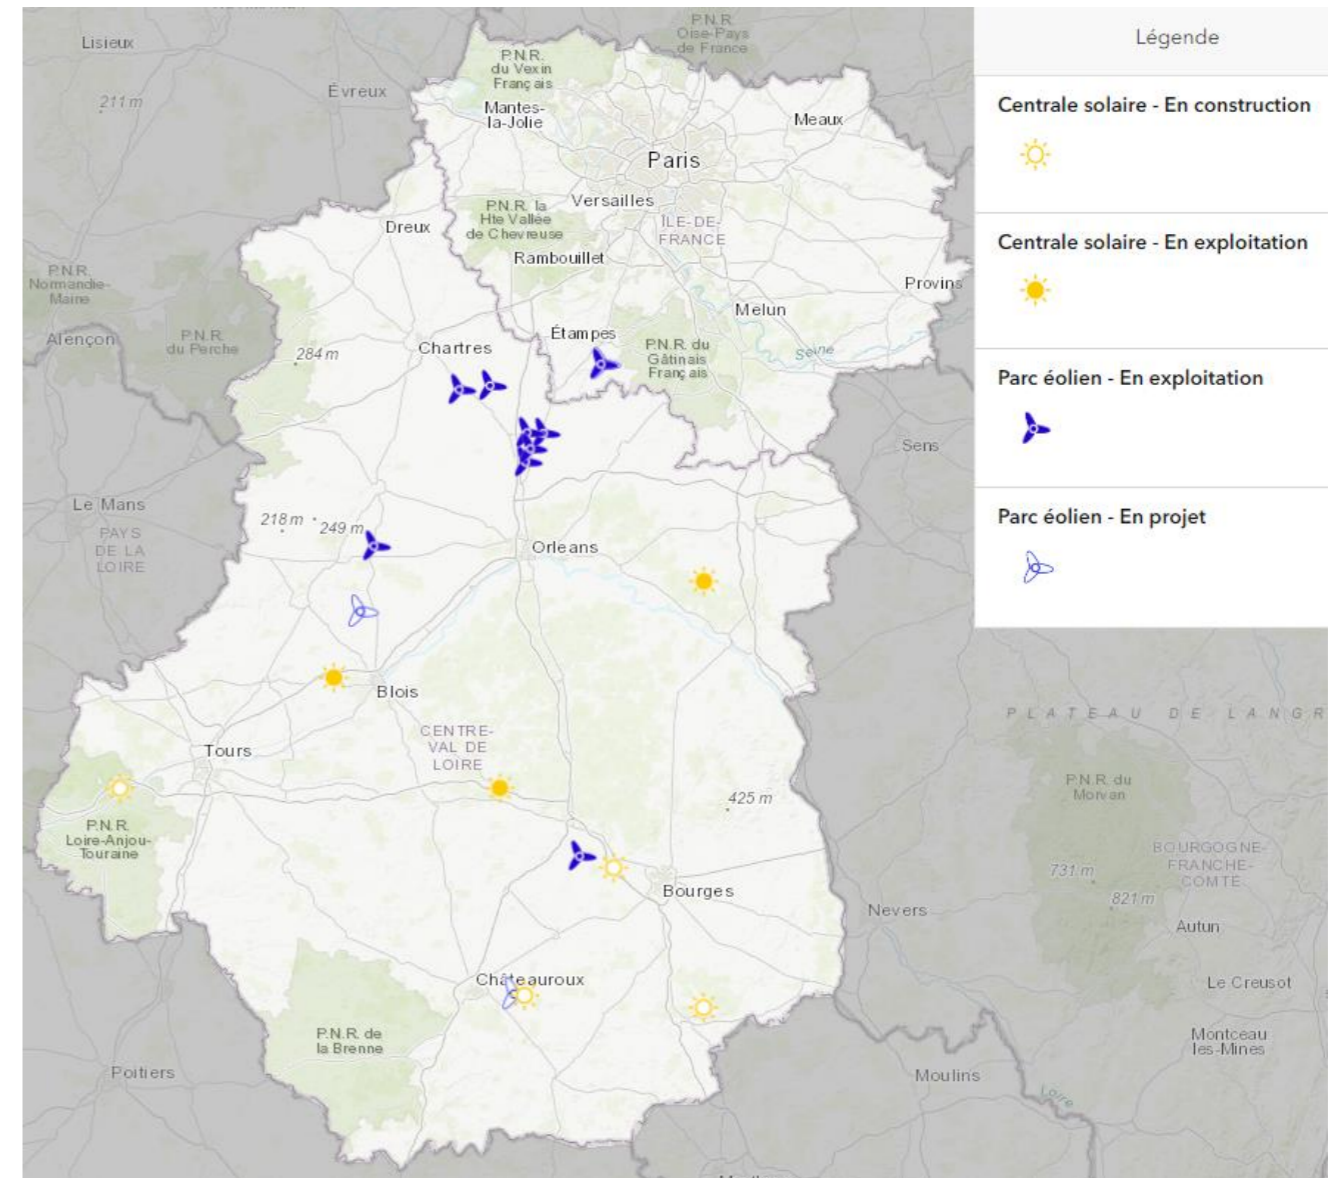 Lisieux
211 m
Évreux
P.N.R.
du Vexin
Français
Mantes-
la-Jolie
P.N.R.
Oise-Pays
de France
Meaux
Paris
Versailles
ÎLE-DE-
FRANCE
P.N.R. la
Hte Vallée
de Chevreuse
Rambouillet
Dreux
P.N.R.
Normandie-
Maine
Alençon
P.N.R.
du Perche
284 m
Chartres
Étampes
P.N.R. du
Gâtinais
Français
Melun
Seine
Provins
Sens
Le Mans
PAYS
DE LA
LOIRE
218 m
249 m
Orleans
Blois
Tours
CENTRE-
VAL DE
LOIRE
425 m
P.N.R.
Loire-Anjou-
Touraine
Bourges
Nevers
Châteauroux
P.N.R. de
la Brenne
Poitiers
Moulins
Loire
PLATEAU DE LANGR
P.N.R. du
Morvan
BOURGOGNE-
FRANCHE-
COMTÉ
731 m
821 m
Autun
Le Creusot
Montceau
les-Mines
Légende
Centrale solaire - En construction
Centrale solaire - En exploitation
Parc éolien - En exploitation
Parc éolien - En projet